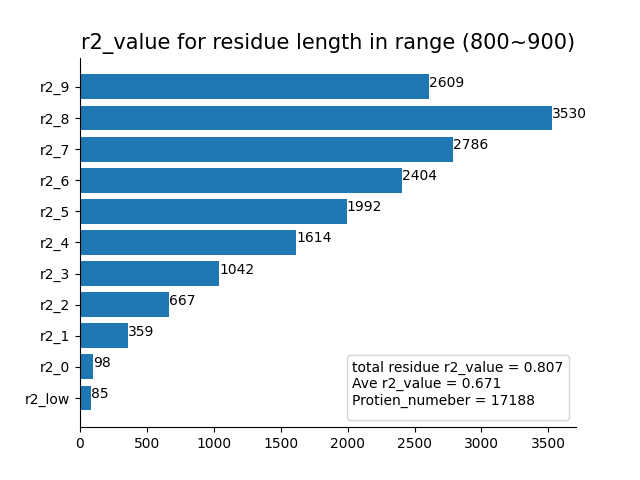 r2_value for residue length in range (800~900)
r2_9 2609
r2_8 3530
r2_7 2786
r2_6 2404
r2_5 1992
r2_4 1614
r2_3 1042
r2_2 667
r2_1 359
r2_0 98
r2_low 85
total residue r2_value = 0.807
Ave r2_value = 0.671
Protien_numeber = 17188
0 500 1000 1500 2000 2500 3000 3500